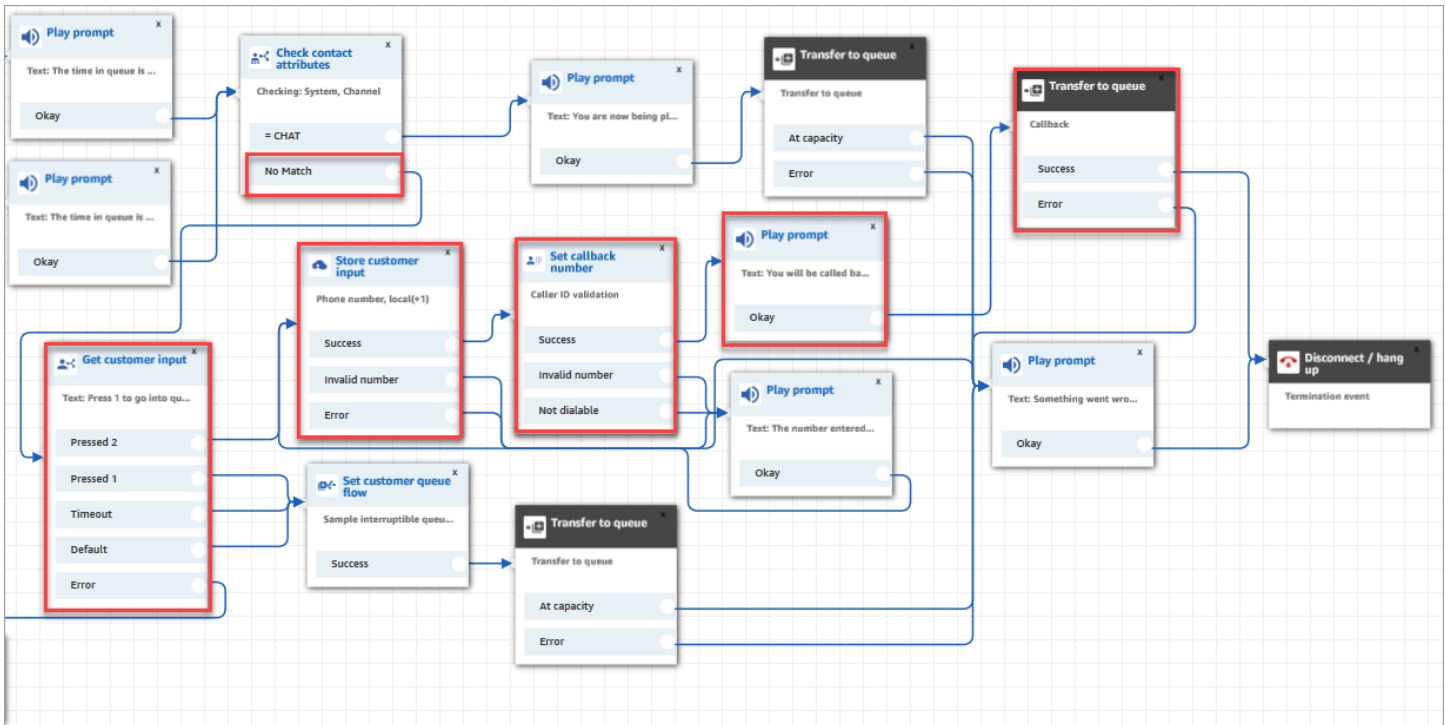 x
Play prompt
Text: The time in queue is ...
Okay
x
Play prompt
Text: The time in queue is ...
Okay
x
Check contact
attributes
Checking: System, Channel
= CHAT
No Match
x
Play prompt
Text: You are now being pl...
Okay
x
Transfer to queue
Transfer to queue
At capacity
Error
x
Transfer to queue
Callback
Success
Error
x
Get customer input
Text: Press 1 to go into qu...
Pressed 2
Pressed 1
Timeout
Default
Error
x
Store customer
input
Phone number, local(+1)
Success
Invalid number
Error
x
Set callback
number
Caller ID validation
Success
Invalid number
Not dialable
x
Play prompt
Text: You will be called ba...
Okay
x
Play prompt
Text: The number entered...
Okay
x
Play prompt
Text: Something went wro...
Okay
x
Disconnect / hang
up
Termination event
x
Set customer queue
flow
Sample interruptible queu...
Success
x
Transfer to queue
Transfer to queue
At capacity
Error